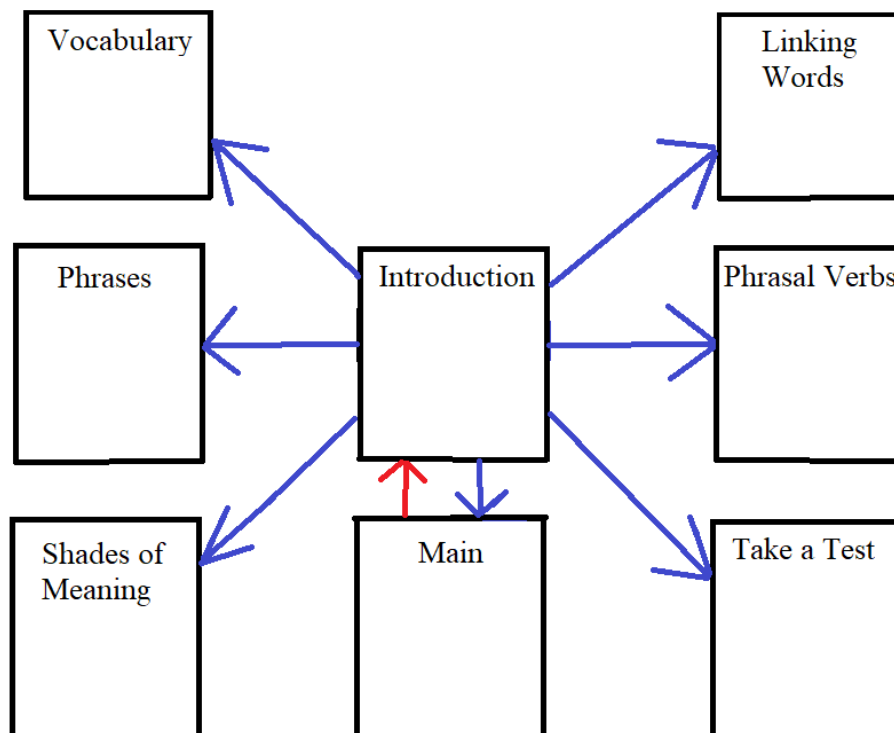 Vocabulary
Linking
Words
Phrases
Introduction
Phrasal Verbs
Shades of
Meaning
Main
Take a Test